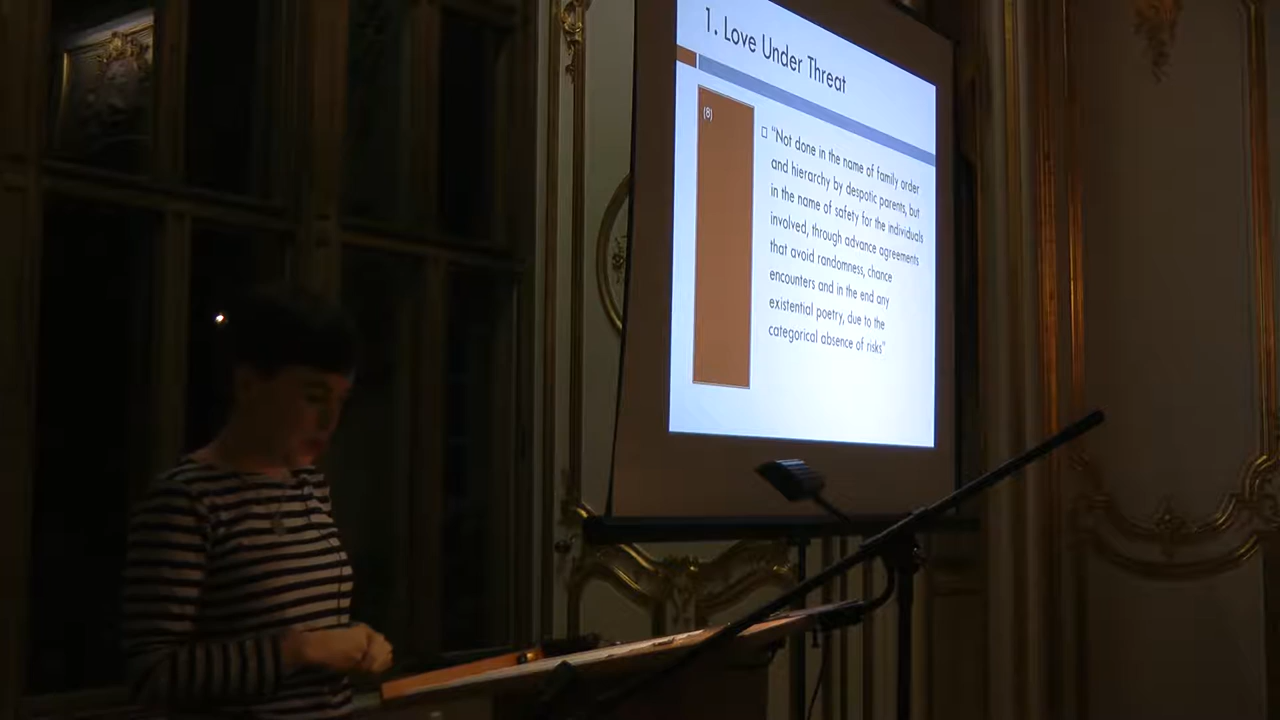 1. Love Under Threat
(8)
"Not done in the name of family order
and hierarchy by despotic parents, but
in the name of safety for the individuals
involved, through advance agreements
that avoid randomness, chance
encounters and in the end any
existential poetry, due to the
categorical absence of risks"